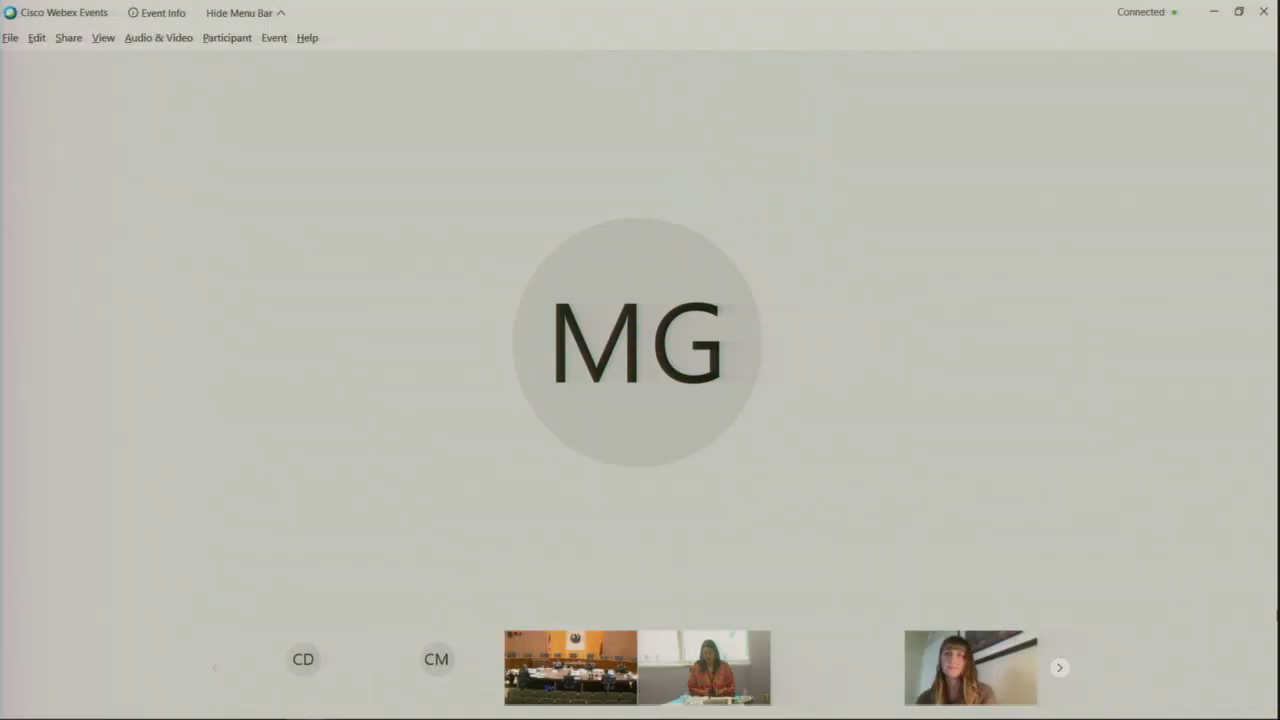 Cisco Webex Events Event Info Hide Menu Bar Connected
File Edit Share View Audio & Video Participant Event Help
MG
CD CM